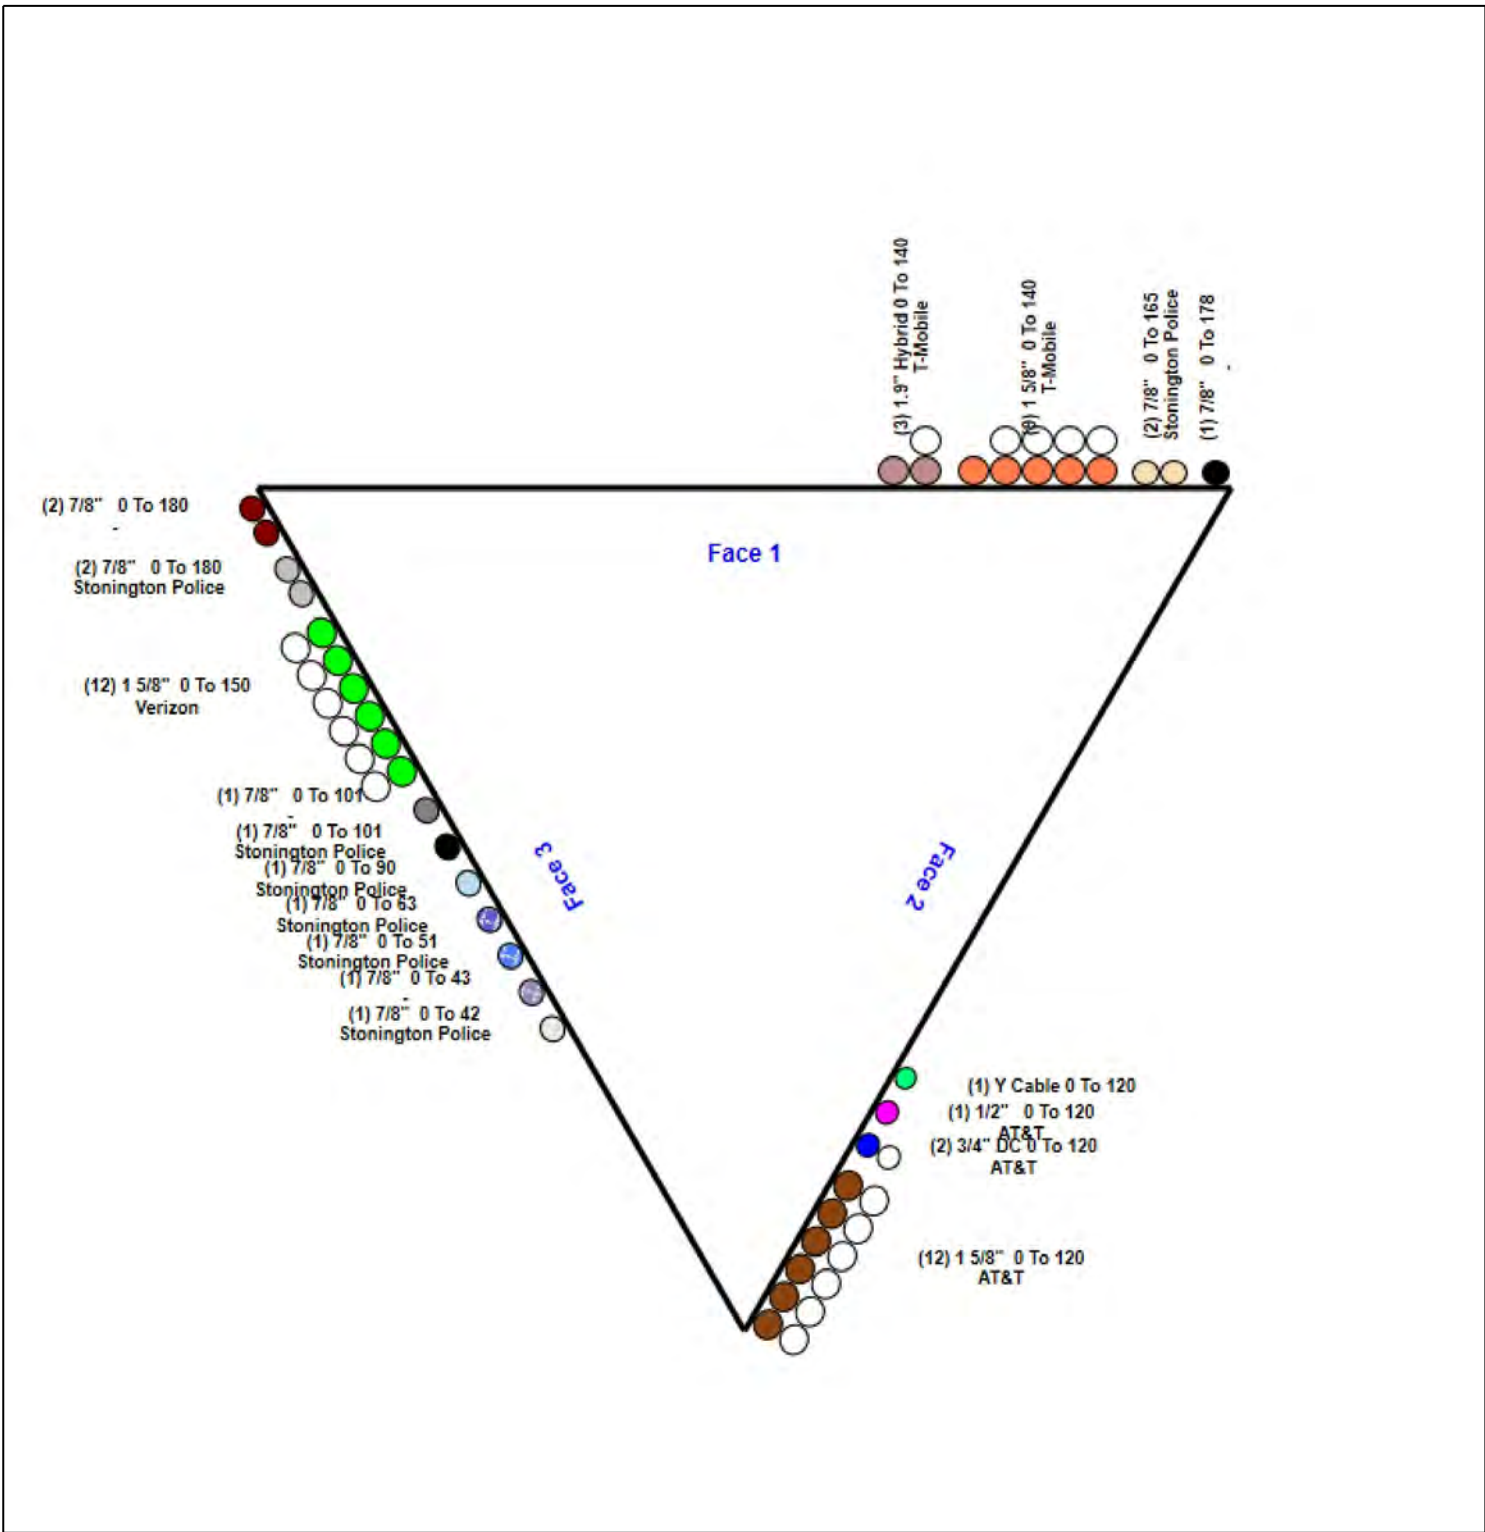 (3) 1.9" Hybrid 0 To 140
T-Mobile
(9) 1 5/8" 0 To 140
T-Mobile
(2) 7/8" 0 To 165
Stonington Police
(1) 7/8" 0 To 178
-
Face 1
(2) 7/8" 0 To 180
-
(2) 7/8" 0 To 180
Stonington Police
(12) 1 5/8" 0 To 150
Verizon
(1) 7/8" 0 To 101
-
(1) 7/8" 0 To 101
Stonington Police
(1) 7/8" 0 To 90
Stonington Police
(1) 7/8" 0 To 63
Stonington Police
(1) 7/8" 0 To 51
Stonington Police
(1) 7/8" 0 To 43
-
(1) 7/8" 0 To 42
Stonington Police
Face 3
Face 2
(1) Y Cable 0 To 120
(1) 1/2" 0 To 120
AT&T
(2) 3/4" DC 0 To 120
AT&T
(12) 1 5/8" 0 To 120
AT&T